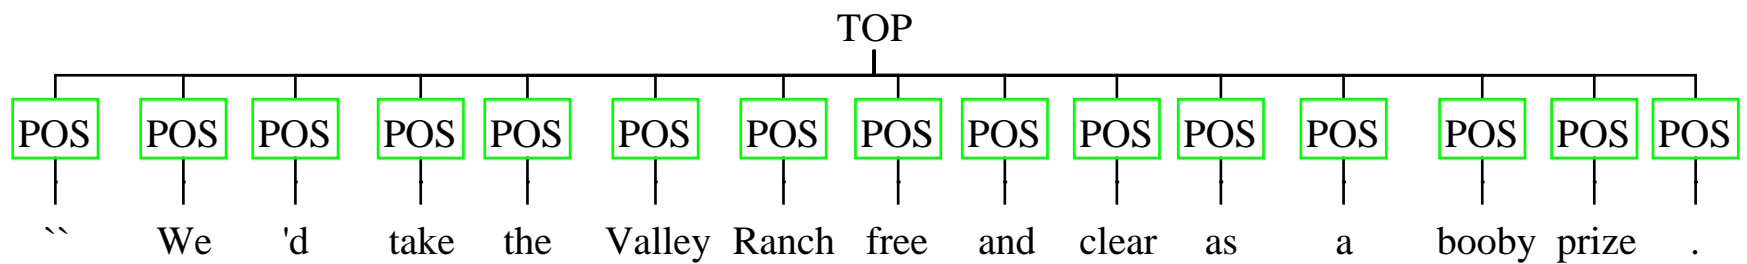 TOP
POS POS POS POS POS POS POS POS POS POS POS POS POS POS POS
`` We 'd take the Valley Ranch free and clear as a booby prize .